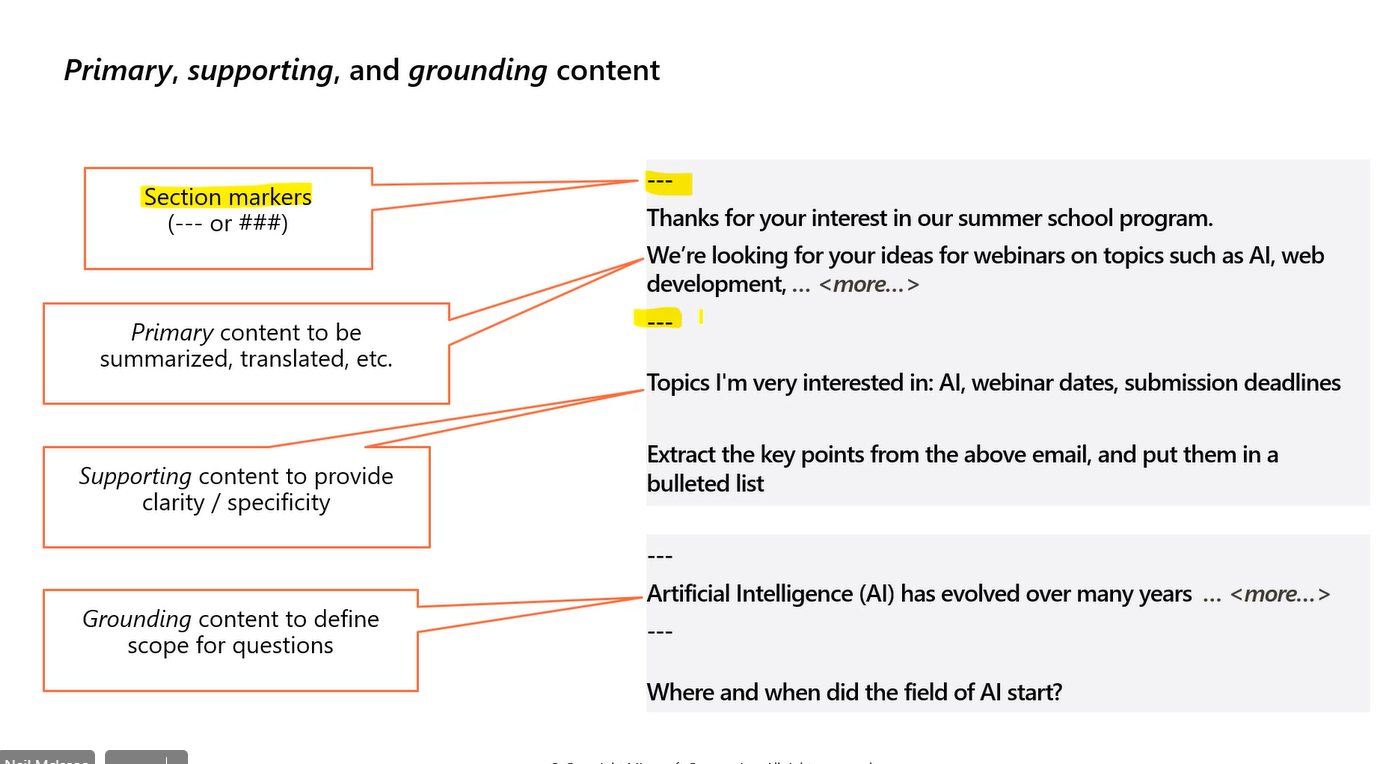 Primary, supporting, and grounding content
Section markers
(--- or ###)
Primary content to be
summarized, translated, etc.
Supporting content to provide
clarity / specificity
Grounding content to define
scope for questions
---
Thanks for your interest in our summer school program.
We’re looking for your ideas for webinars on topics such as AI, web
development, ... <more...>
---
Topics I'm very interested in: AI, webinar dates, submission deadlines
Extract the key points from the above email, and put them in a
bulleted list
---
Artificial Intelligence (AI) has evolved over many years ... <more...>
---
Where and when did the field of AI start?